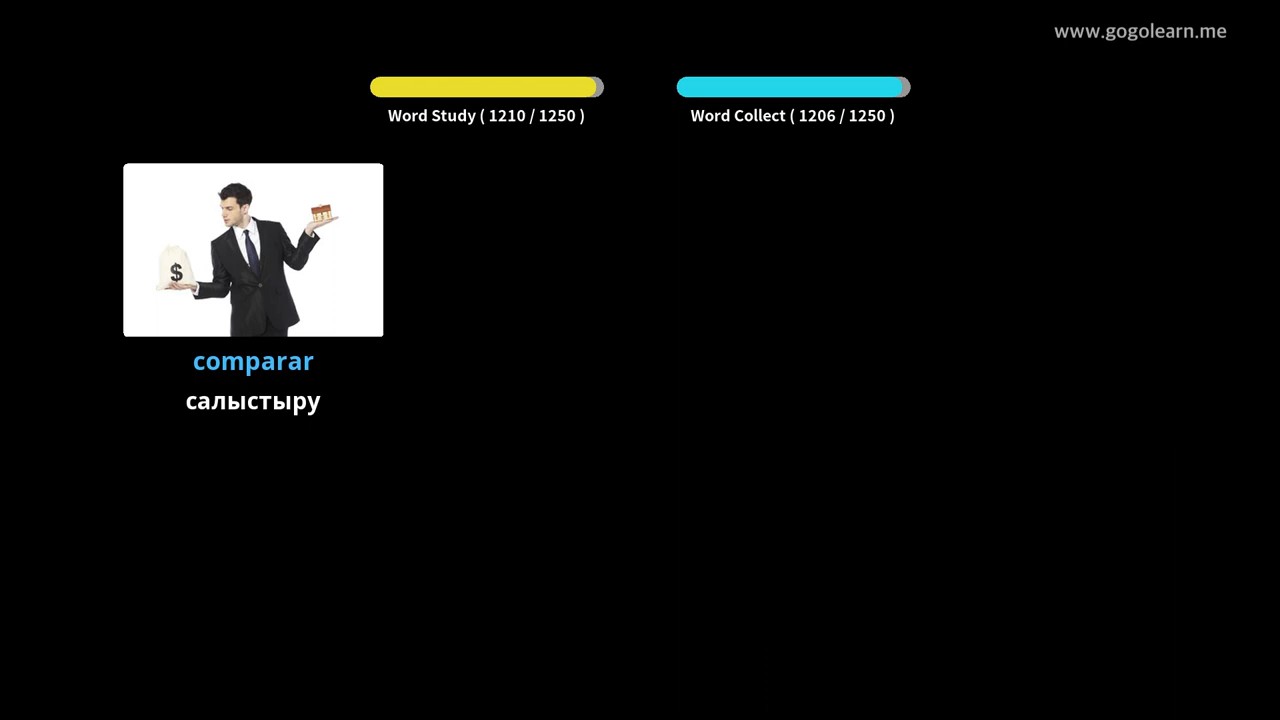 www.gogolearn.me
Word Study ( 1210 / 1250 )
Word Collect ( 1206 / 1250 )
$
comparar
салыстыру